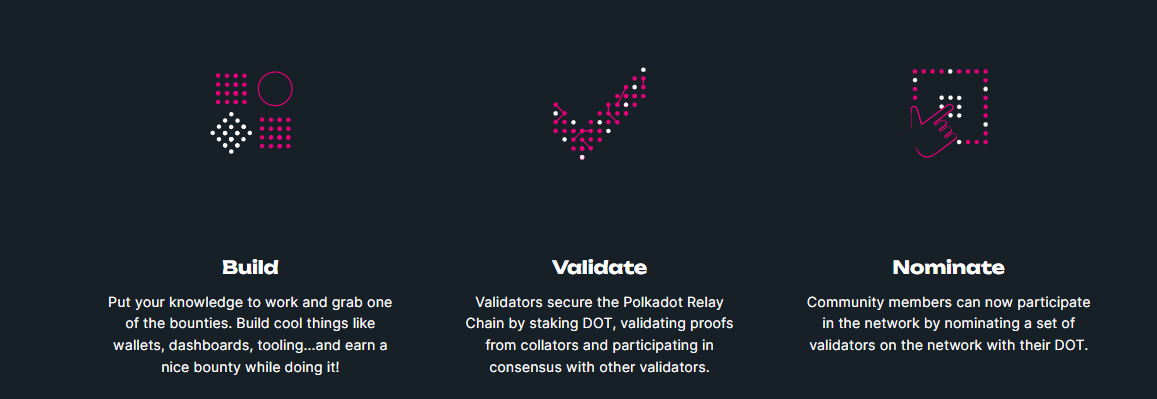 Build
Put your knowledge to work and grab one
of the bounties. Build cool things like
wallets, dashboards, tooling...and earn a
nice bounty while doing it!
Validate
Validators secure the Polkadot Relay
Chain by staking DOT, validating proofs
from collators and participating in
consensus with other validators.
Nominate
Community members can now participate
in the network by nominating a set of
validators on the network with their DOT.